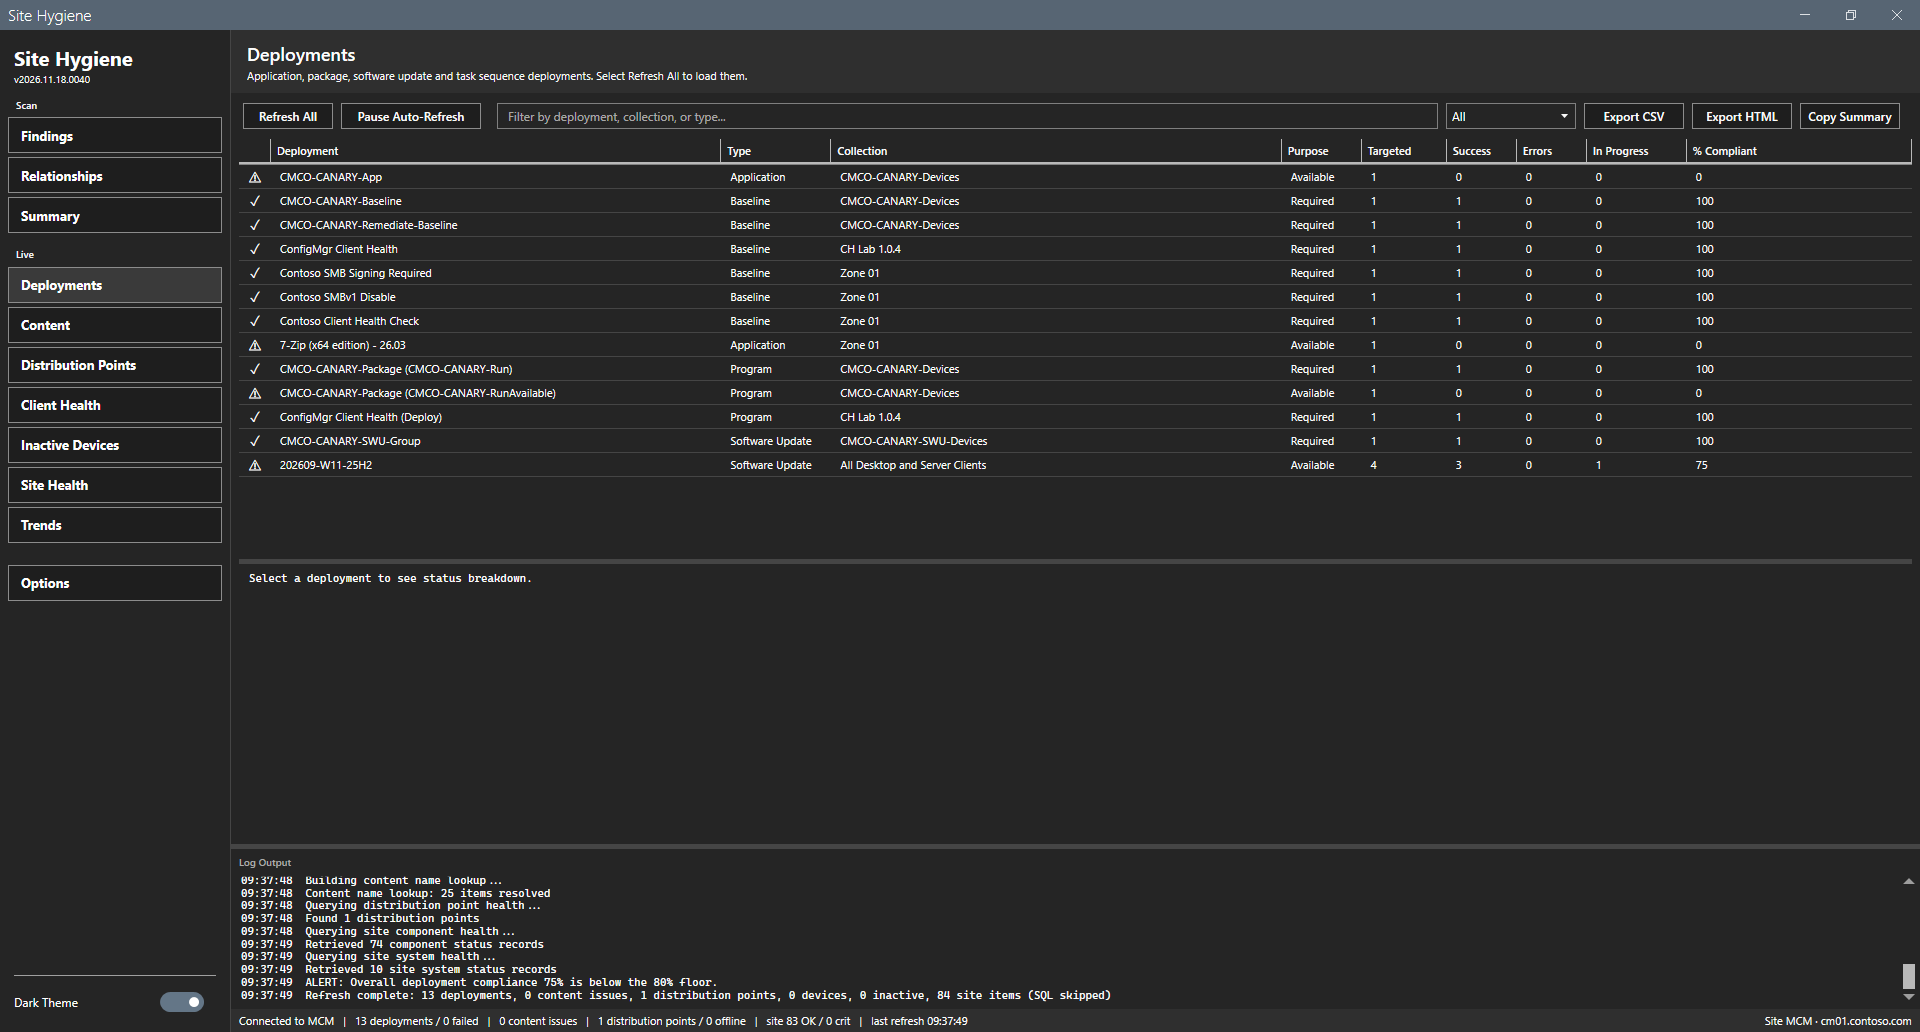 Site Hygiene
Site Hygiene
v2026.11.18.0040
Scan
Findings
Relationships
Summary
Live
Deployments
Content
Distribution Points
Client Health
Inactive Devices
Site Health
Trends
Options
Dark Theme
Deployments
Application, package, software update and task sequence deployments. Select Refresh All to load them.
Refresh All Pause Auto-Refresh Filter by deployment, collection, or type... All Export CSV Export HTML Copy Summary
Deployment Type Collection Purpose Targeted Success Errors In Progress % Compliant
CMCO-CANARY-App Application CMCO-CANARY-Devices Available 1 0 0 0 0
CMCO-CANARY-Baseline Baseline CMCO-CANARY-Devices Required 1 1 0 0 100
CMCO-CANARY-Remediate-Baseline Baseline CMCO-CANARY-Devices Required 1 1 0 0 100
ConfigMgr Client Health Baseline CH Lab 1.0.4 Required 1 1 0 0 100
Contoso SMB Signing Required Baseline Zone 01 Required 1 1 0 0 100
Contoso SMBv1 Disable Baseline Zone 01 Required 1 1 0 0 100
Contoso Client Health Check Baseline Zone 01 Required 1 1 0 0 100
7-Zip (x64 edition) - 26.03 Application Zone 01 Available 1 0 0 0 0
CMCO-CANARY-Package (CMCO-CANARY-Run) Program CMCO-CANARY-Devices Required 1 1 0 0 100
CMCO-CANARY-Package (CMCO-CANARY-RunAvailable) Program CMCO-CANARY-Devices Available 1 0 0 0 0
ConfigMgr Client Health (Deploy) Program CH Lab 1.0.4 Required 1 1 0 0 100
CMCO-CANARY-SWU-Group Software Update CMCO-CANARY-SWU-Devices Required 1 1 0 0 100
202609-W11-25H2 Software Update All Desktop and Server Clients Available 4 3 0 1 75
Select a deployment to see status breakdown.
Log Output
09:37:48 Building content name lookup...
09:37:48 Content name lookup: 25 items resolved
09:37:48 Querying distribution point health...
09:37:48 Found 1 distribution points
09:37:48 Querying site component health...
09:37:49 Retrieved 74 component status records
09:37:49 Querying site system health...
09:37:49 Retrieved 10 site system status records
09:37:49 ALERT: Overall deployment compliance 75% is below the 80% floor.
09:37:49 Refresh complete: 13 deployments, 0 content issues, 1 distribution points, 0 devices, 0 inactive, 84 site items (SQL skipped)
Connected to MCM | 13 deployments / 0 failed | 0 content issues | 1 distribution points / 0 offline | site 83 OK / 0 crit | last refresh 09:37:49
Site MCM · cm01.contoso.com